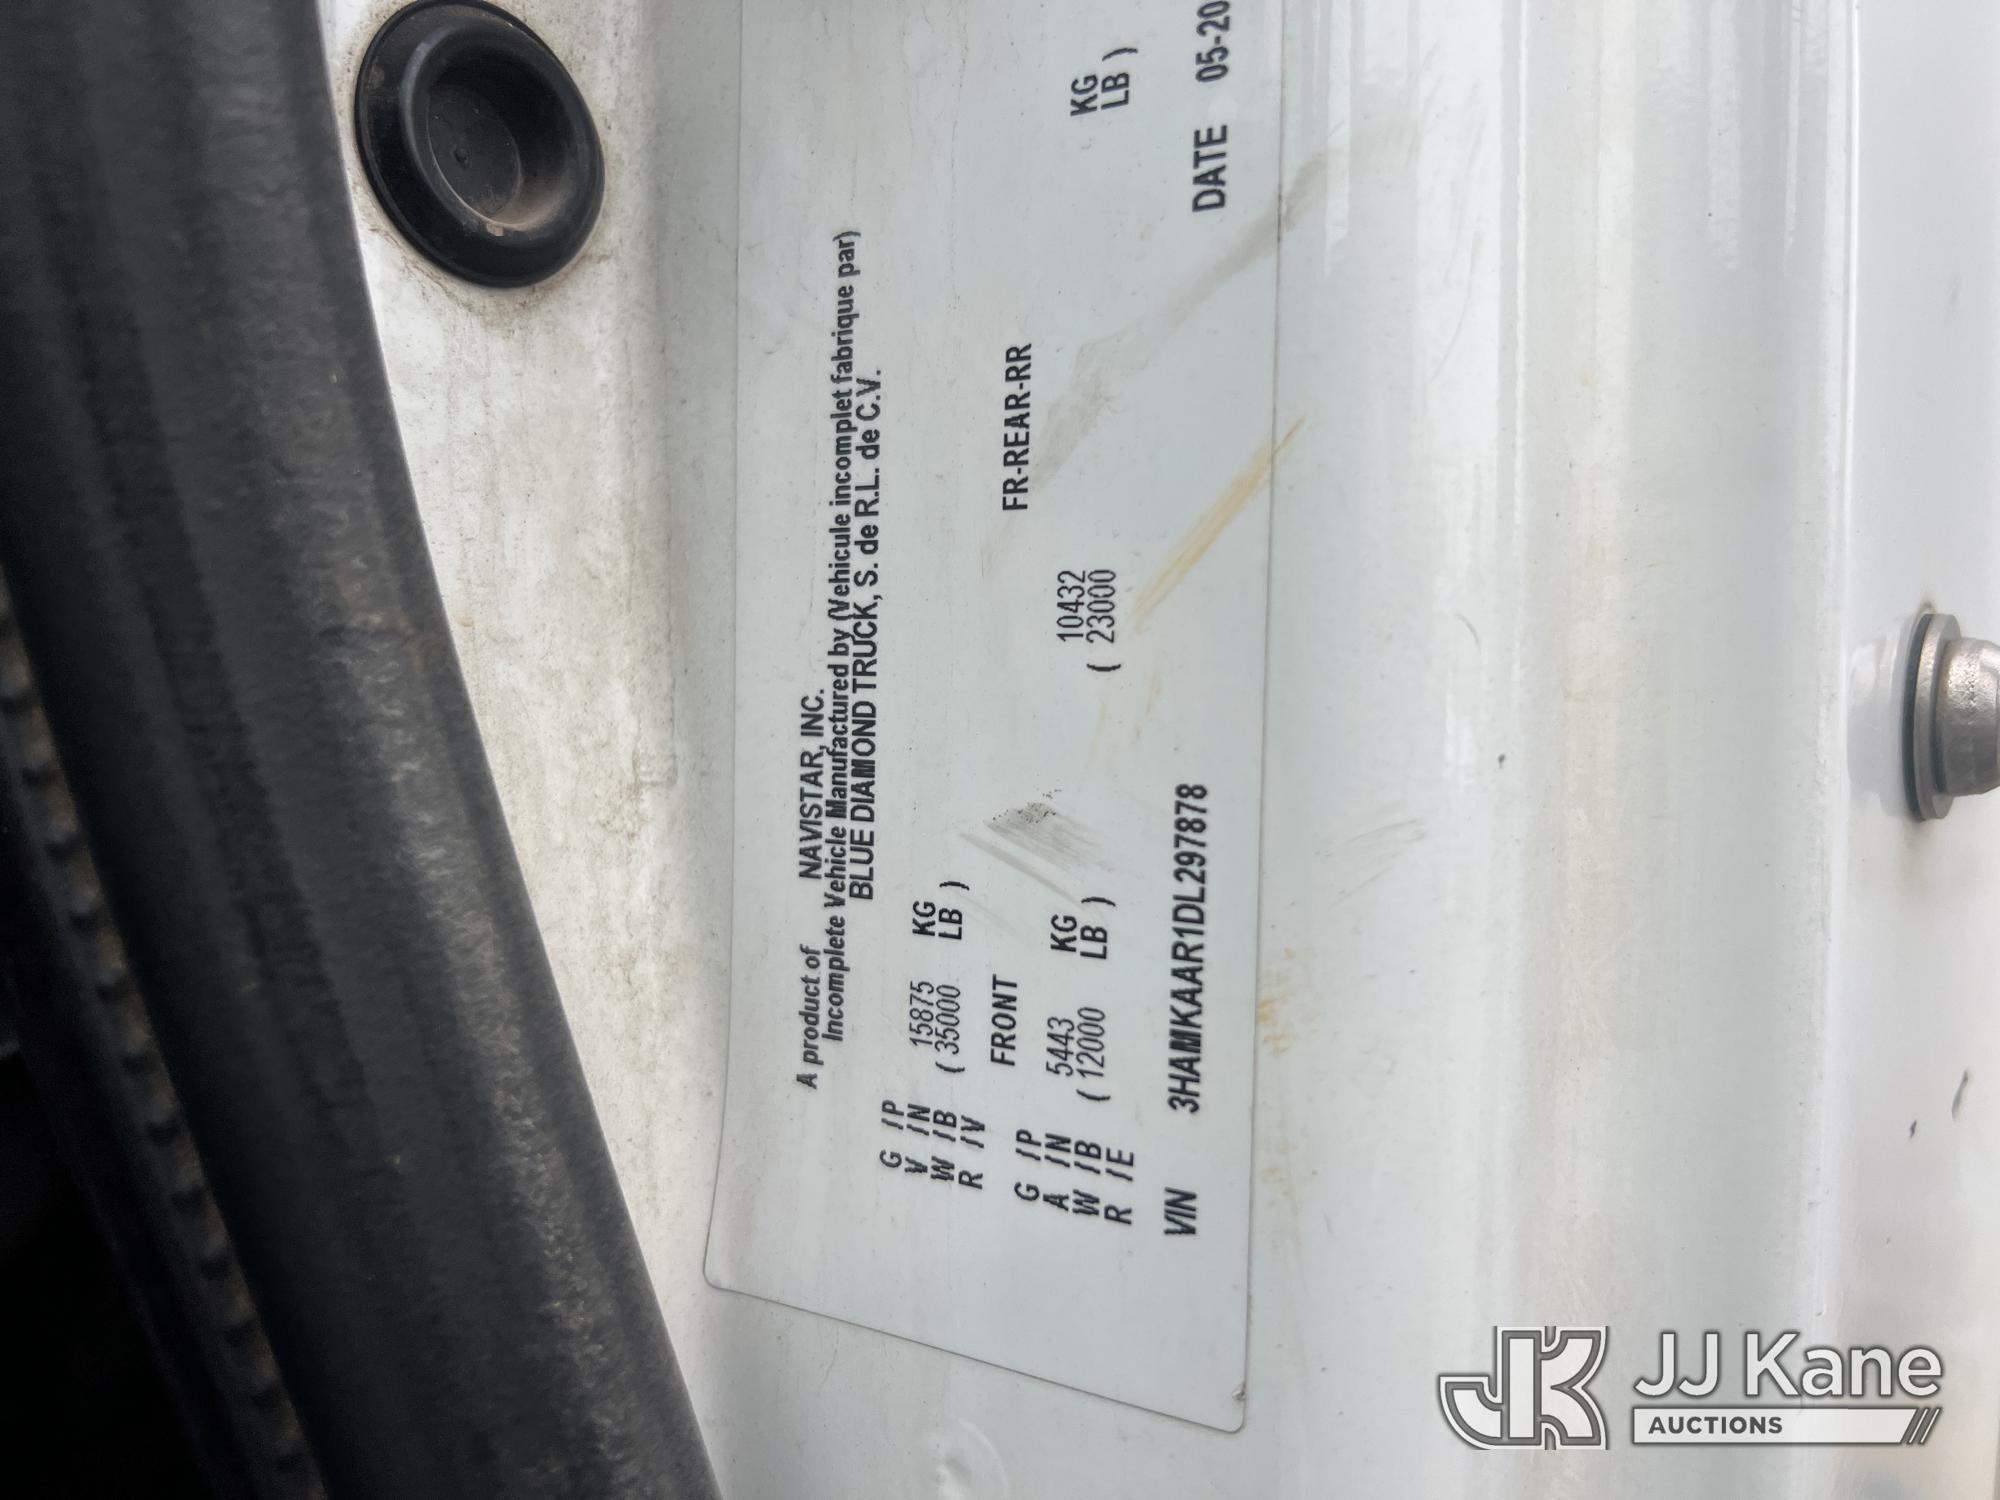 A product of NAVISTAR, INC.
Incomplete Vehicle Manufactured by (Vehicule incomplet fabrique par)
BLUE DIAMOND TRUCK, S. de R.L. de C.V.
G /P
V /N 15875 KG
W /B ( 35000 LB )
R /V
FRONT FR-REAR-RR
G /P
A /N 5443 KG 10432 KG
W /B ( 12000 LB ) ( 23000 LB )
R /E
VIN 3HAMKAAR1DL297878 DATE 05-20
JK JJ Kane
AUCTIONS